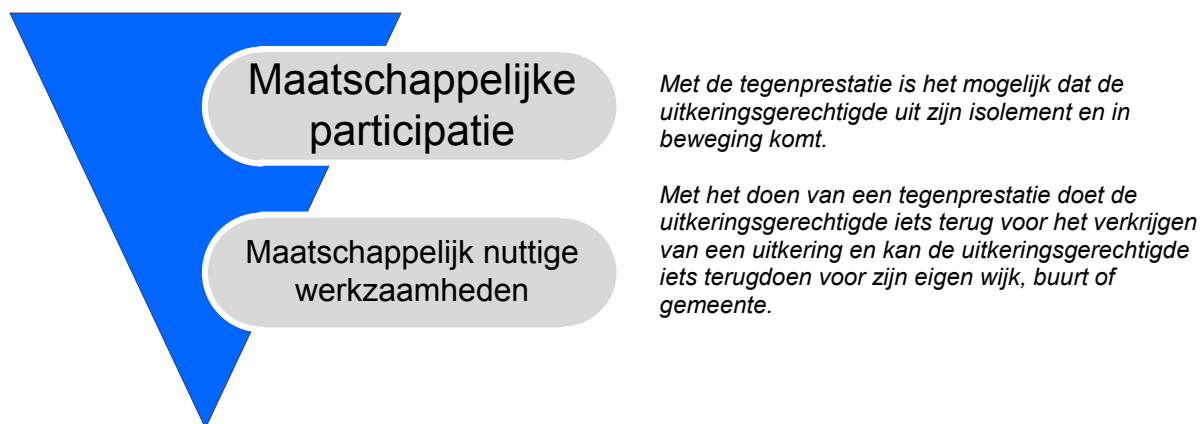 Maatschappelijke
participatie
Met de tegenprestatie is het mogelijk dat de
uitkeringsgerechtigde uit zijn isolement en in
beweging komt.
Maatschappelijk nuttige
werkzaamheden
Met het doen van een tegenprestatie doet de
uitkeringsgerechtigde iets terug voor het verkrijgen
van een uitkering en kan de uitkeringsgerechtigde
iets terugdoen voor zijn eigen wijk, buurt of
gemeente.